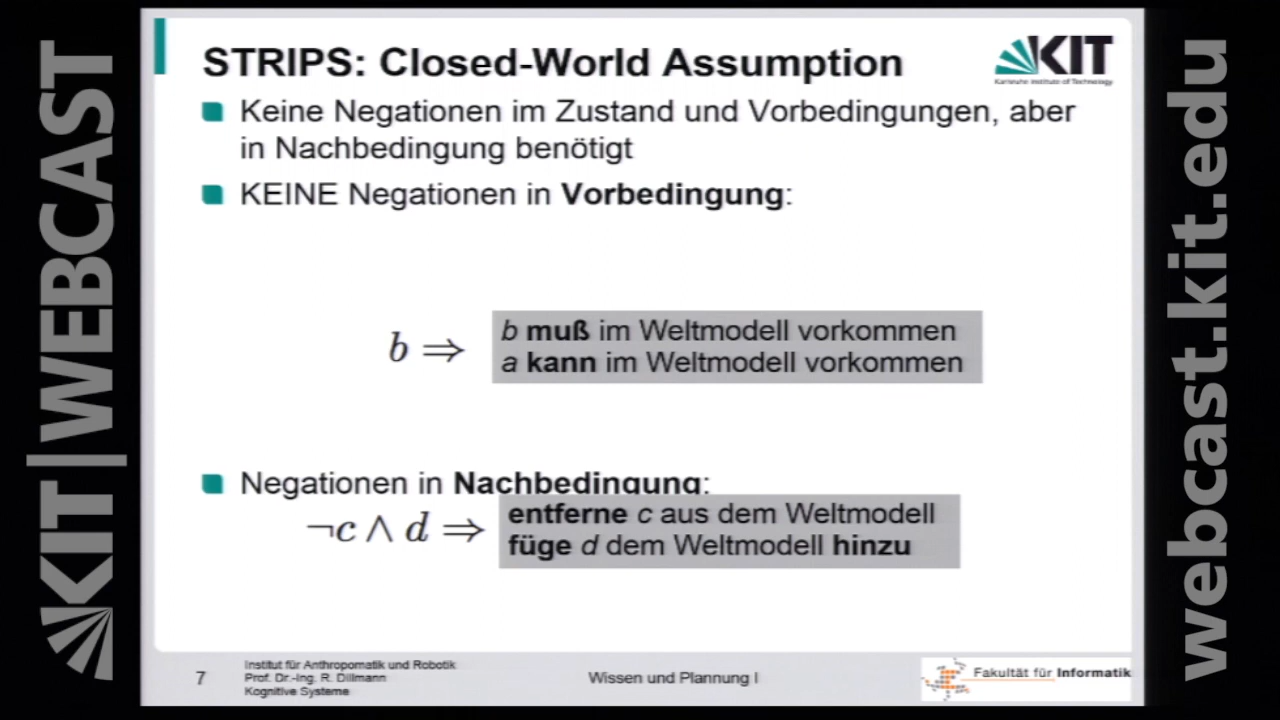 KIT|WEBCAST
STRIPS: Closed-World Assumption
KIT
Karlsruhe Institute of Technology
Keine Negationen im Zustand und Vorbedingungen, aber
in Nachbedingung benötigt
KEINE Negationen in Vorbedingung:
b ⇒
b muß im Weltmodell vorkommen
a kann im Weltmodell vorkommen
Negationen in Nachbedingung:
¬c ∧ d ⇒
entferne c aus dem Weltmodell
füge d dem Weltmodell hinzu
7
Institut für Anthropomatik und Robotik
Prof. Dr.-Ing. R. Dillmann
Kognitive Systeme
Wissen und Plannung I
Fakultät für Informatik
webcast.kit.edu